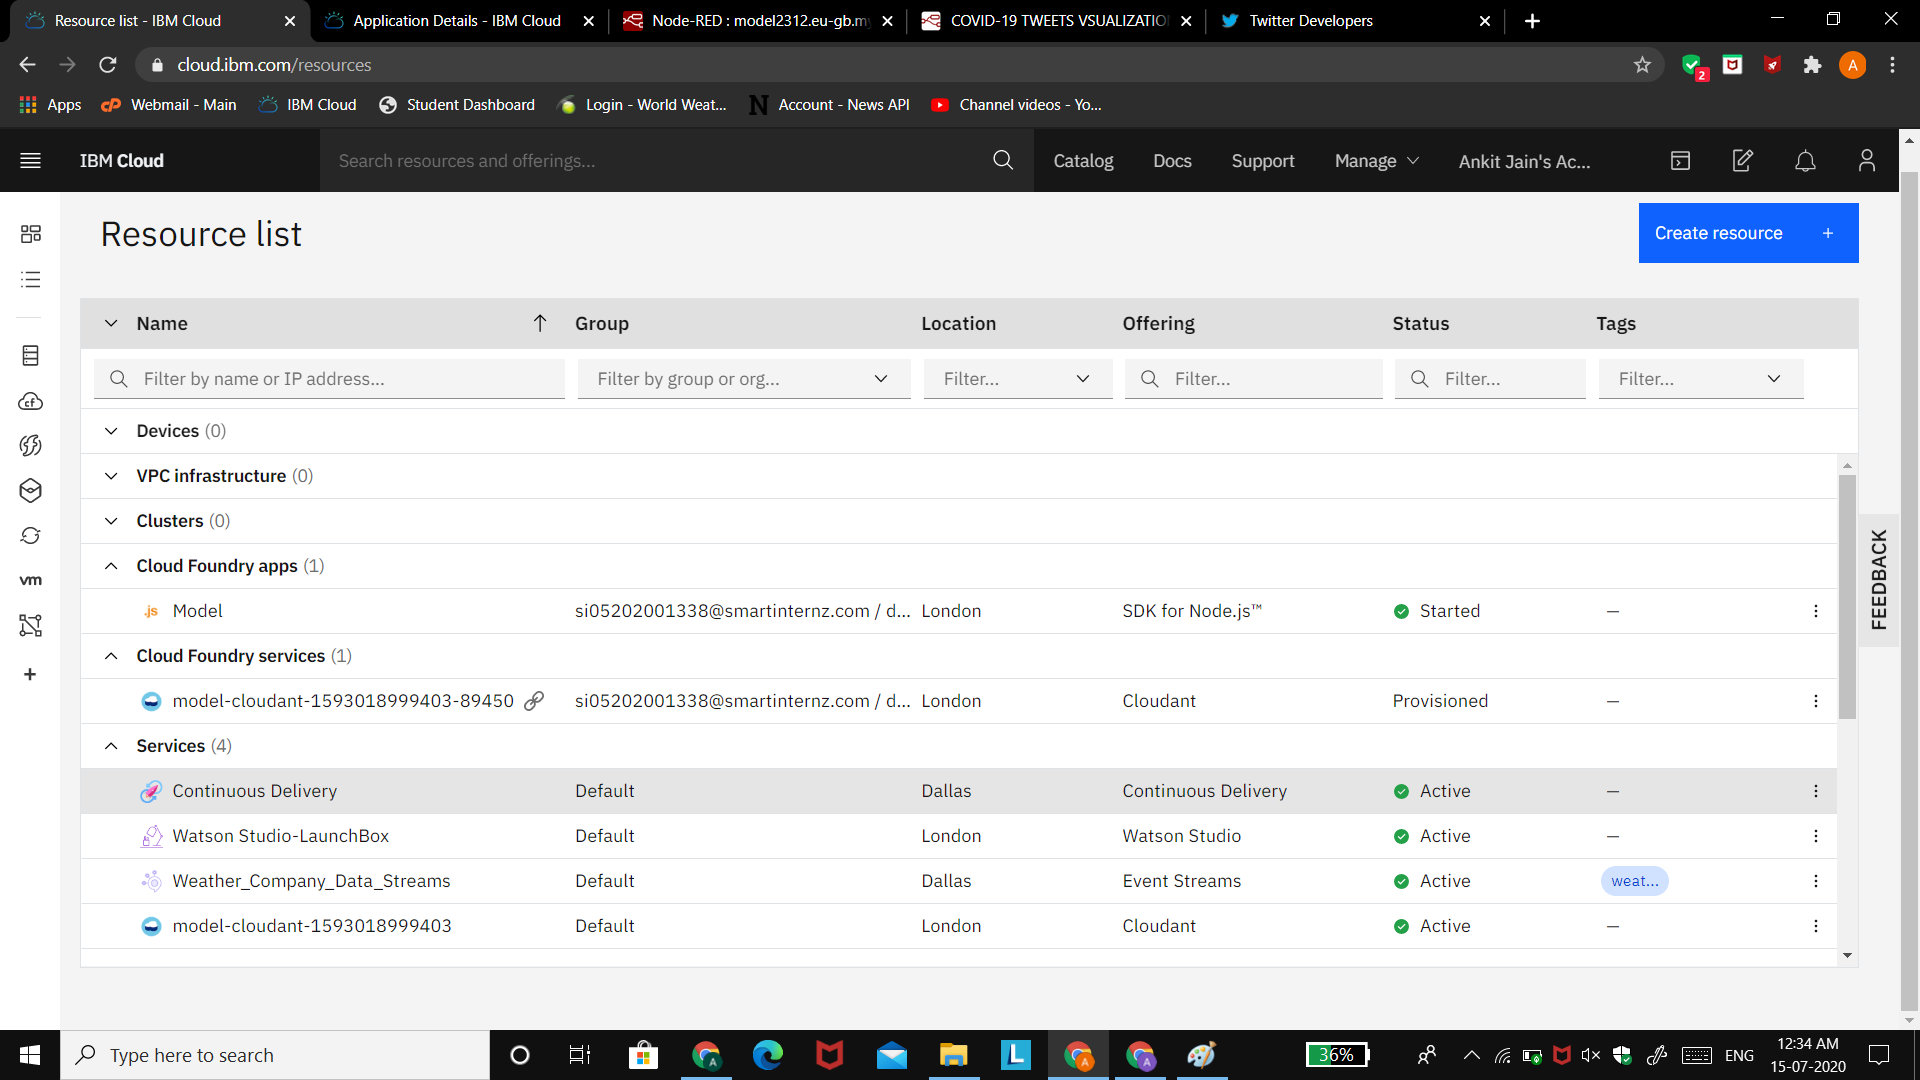 Resource list - IBM Cloud
Application Details - IBM Cloud
Node-RED : model2312.eu-gb.my
COVID-19 TWEETS VSUALIZATIO
Twitter Developers
cloud.ibm.com/resources
2
A
Apps
Webmail - Main
IBM Cloud
Student Dashboard
Login - World Weat...
N
Account - News API
Channel videos - Yo...
IBM Cloud
Search resources and offerings...
Catalog
Docs
Support
Manage
Ankit Jain's Ac...
Resource list
Create resource +
Name
Group
Location
Offering
Status
Tags
Filter by name or IP address...
Filter by group or org...
Filter...
Filter...
Filter...
Filter...
Devices (0)
VPC infrastructure (0)
Clusters (0)
Cloud Foundry apps (1)
.js Model si05202001338@smartinternz.com / d... London SDK for Node.js™ Started –
Cloud Foundry services (1)
model-cloudant-1593018999403-89450 si05202001338@smartinternz.com / d... London Cloudant Provisioned –
Services (4)
Continuous Delivery Default Dallas Continuous Delivery Active –
Watson Studio-LaunchBox Default London Watson Studio Active –
Weather_Company_Data_Streams Default Dallas Event Streams Active weat...
model-cloudant-1593018999403 Default London Cloudant Active –
cf
vm
FEEDBACK
Type here to search
A
L
A
A
36%
ENG
12:34 AM
15-07-2020